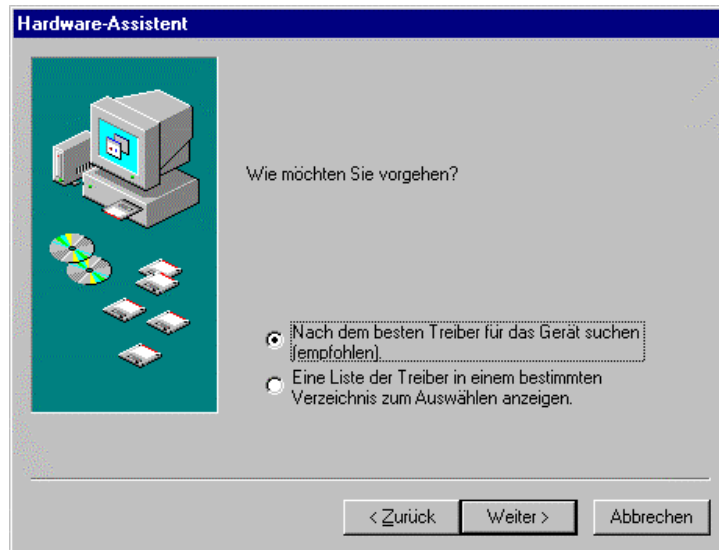 Hardware-Assistent
Wie möchten Sie vorgehen?
Nach dem besten Treiber für das Gerät suchen
(empfohlen).
Eine Liste der Treiber in einem bestimmten
Verzeichnis zum Auswählen anzeigen.
< Zurück Weiter > Abbrechen